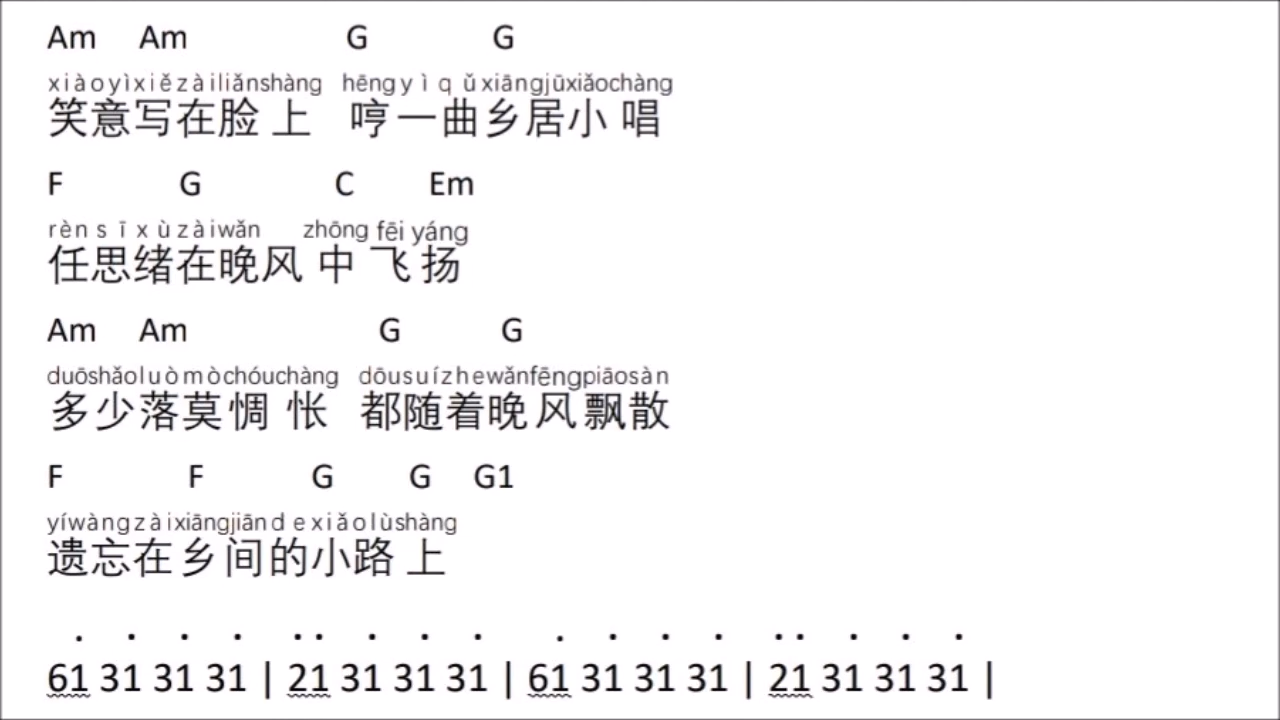 Am Am G G
xiàoyìxiězàiliǎnshàng hēngyìqǔxiāngjūxiǎochàng
笑意写在脸上 哼一曲乡居小唱
F G C Em
rènsīxùzàiwǎn zhōng fēi yáng
任思绪在晚风中飞扬
Am Am G G
duōshǎoluòmòchóuchàng dōusuízhewǎnfēngpiāosàn
多少落莫惆怅 都随着晚风飘散
F F G G G1
yíwàngzàixiāngjiāndexiǎolùshàng
遗忘在乡间的小路上
. . . . .. . . . . . . . .. . . .
61 31 31 31 | 21 31 31 31 | 61 31 31 31 | 21 31 31 31 |